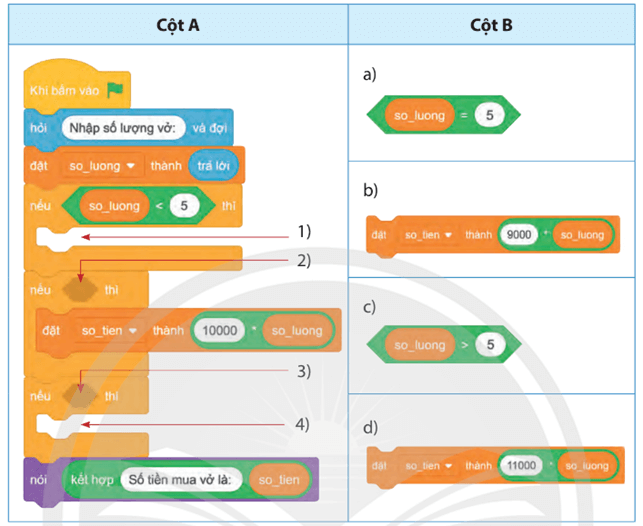 Cột A
Cột B
Khi bấm vào
hỏi Nhập số lượng vở: và đợi
đặt so_luong thành trả lời
nếu so_luong < 5 thì
1)
2)
nếu thì
đặt so_tien thành 10000 * so_luong
3)
nếu thì
4)
nói kết hợp Số tiền mua vở là: so_tien
a)
so_luong = 5
b)
đặt so_tien thành 9000 * so_luong
c)
so_luong > 5
d)
đặt so_tien thành 11000 * so_luong